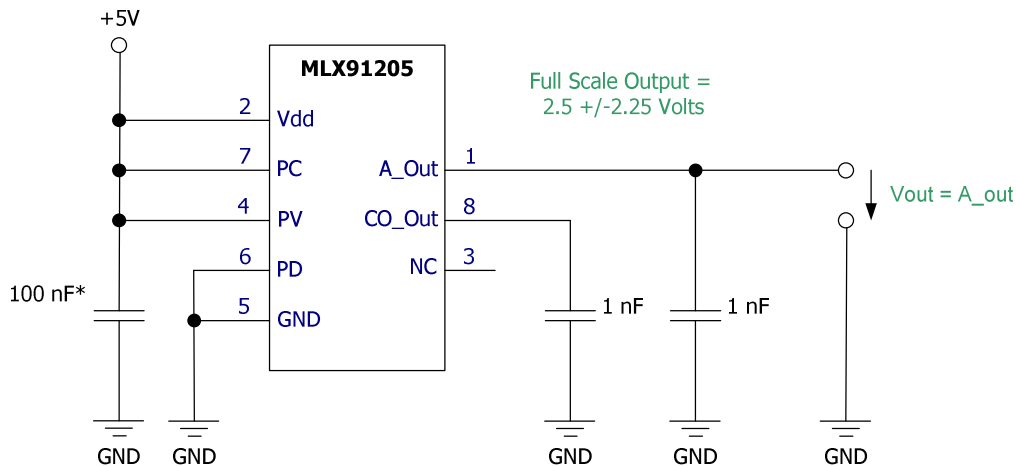 +5V
MLX91205
Full Scale Output =
2.5 +/-2.25 Volts
2
Vdd
7
PC
A_Out
1
Vout = A_out
4
PV
CO_Out
8
6
PD
NC
3
100 nF*
5
GND
1 nF
1 nF
GND
GND
GND
GND
GND